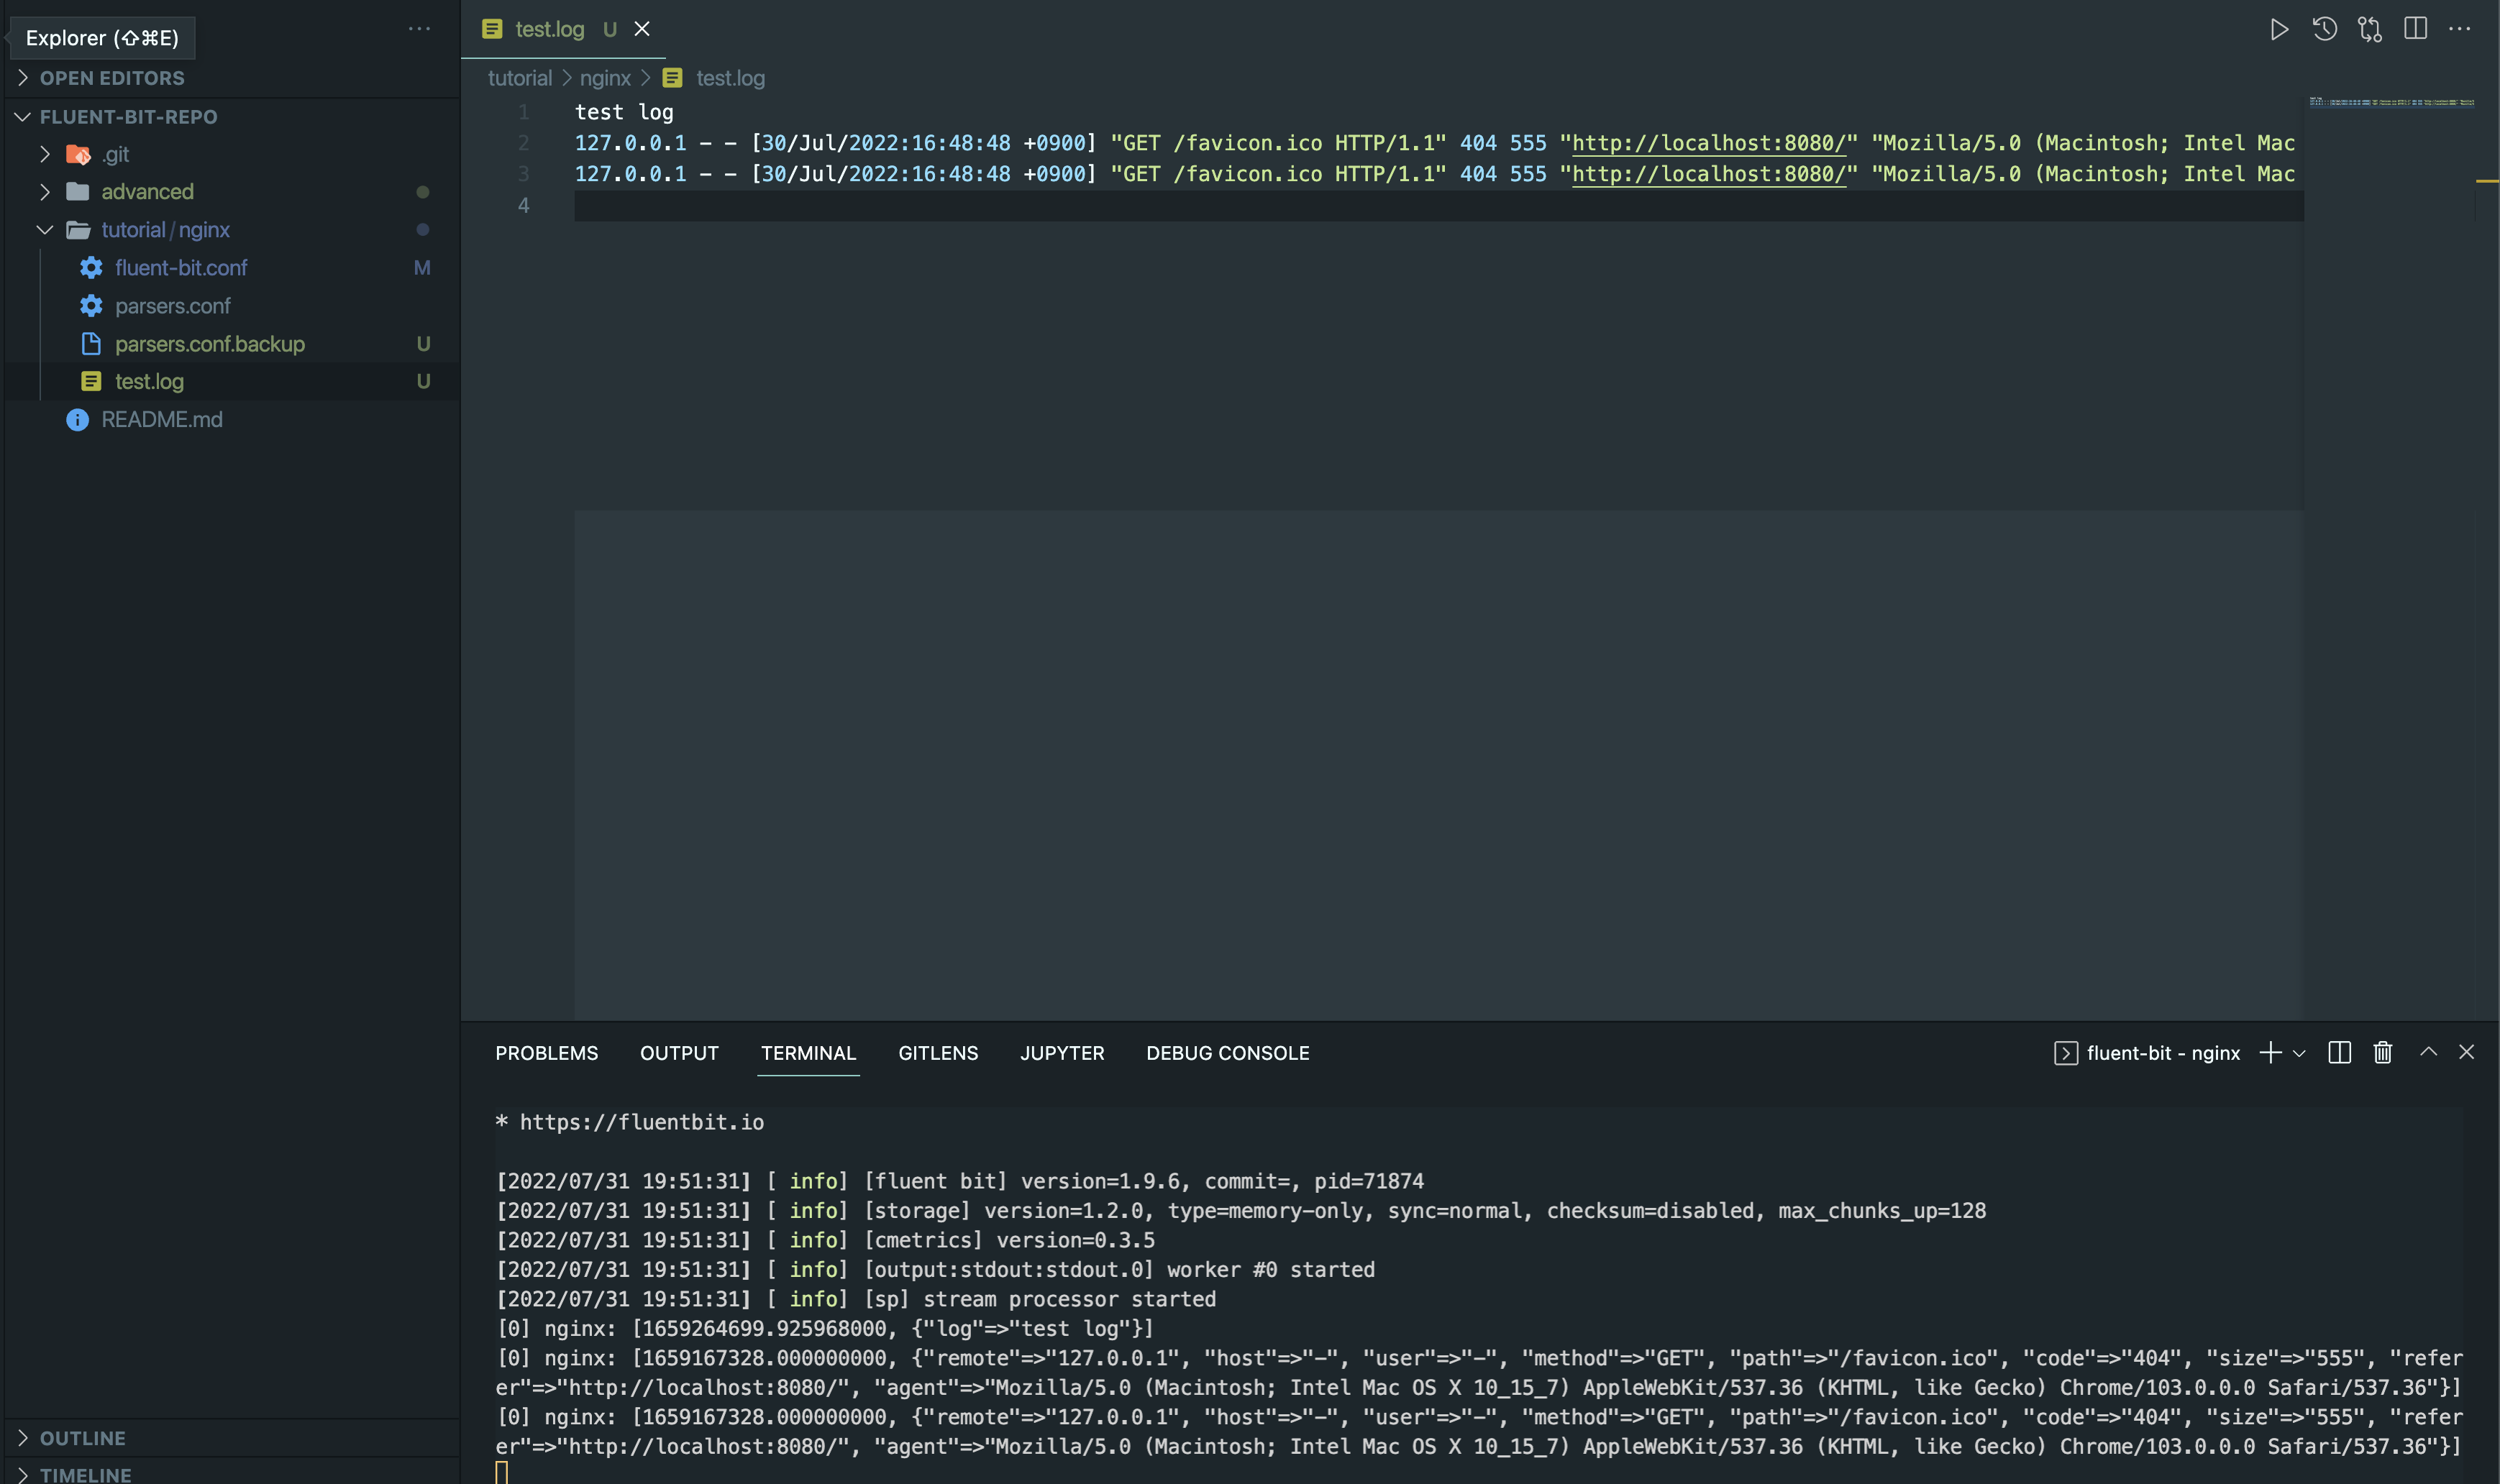 Explorer (⇧⌘E)
OPEN EDITORS
FLUENT-BIT-REPO
.git
advanced
tutorial/nginx
fluent-bit.conf M
parsers.conf
parsers.conf.backup U
test.log U
README.md
OUTLINE
TIMELINE
test.log U
tutorial > nginx > test.log
1 test log
2 127.0.0.1 - - [30/Jul/2022:16:48:48 +0900] "GET /favicon.ico HTTP/1.1" 404 555 "http://localhost:8080/" "Mozilla/5.0 (Macintosh; Intel Mac
3 127.0.0.1 - - [30/Jul/2022:16:48:48 +0900] "GET /favicon.ico HTTP/1.1" 404 555 "http://localhost:8080/" "Mozilla/5.0 (Macintosh; Intel Mac
4
PROBLEMS OUTPUT TERMINAL GITLENS JUPYTER DEBUG CONSOLE
fluent-bit - nginx
* https://fluentbit.io
[2022/07/31 19:51:31] [ info] [fluent bit] version=1.9.6, commit=, pid=71874
[2022/07/31 19:51:31] [ info] [storage] version=1.2.0, type=memory-only, sync=normal, checksum=disabled, max_chunks_up=128
[2022/07/31 19:51:31] [ info] [cmetrics] version=0.3.5
[2022/07/31 19:51:31] [ info] [output:stdout:stdout.0] worker #0 started
[2022/07/31 19:51:31] [ info] [sp] stream processor started
[0] nginx: [1659264699.925968000, {"log"=>"test log"}]
[0] nginx: [1659167328.000000000, {"remote"=>"127.0.0.1", "host"=>"-", "user"=>"-", "method"=>"GET", "path"=>"/favicon.ico", "code"=>"404", "size"=>"555", "refer
er"=>"http://localhost:8080/", "agent"=>"Mozilla/5.0 (Macintosh; Intel Mac OS X 10_15_7) AppleWebKit/537.36 (KHTML, like Gecko) Chrome/103.0.0.0 Safari/537.36"}]
[0] nginx: [1659167328.000000000, {"remote"=>"127.0.0.1", "host"=>"-", "user"=>"-", "method"=>"GET", "path"=>"/favicon.ico", "code"=>"404", "size"=>"555", "refer
er"=>"http://localhost:8080/", "agent"=>"Mozilla/5.0 (Macintosh; Intel Mac OS X 10_15_7) AppleWebKit/537.36 (KHTML, like Gecko) Chrome/103.0.0.0 Safari/537.36"}]